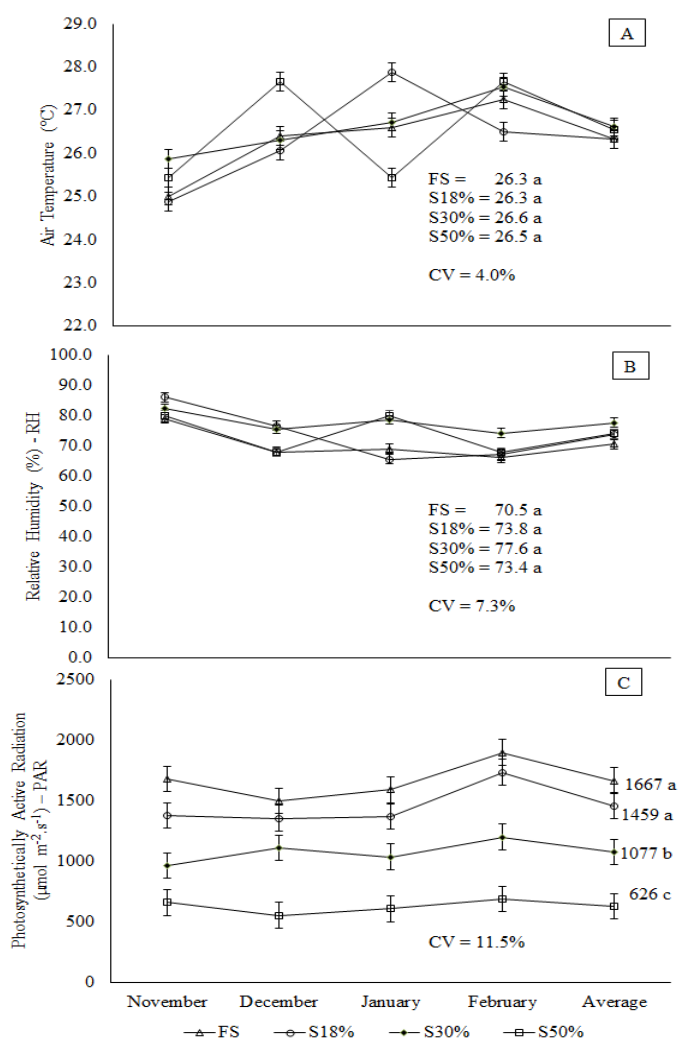 A
29.0
28.0
27.0
26.0
25.0
24.0
23.0
22.0
Air Temperature (°C)
FS = 26.3 a
S18% = 26.3 a
S30% = 26.6 a
S50% = 26.5 a
CV = 4.0%
B
100.0
90.0
80.0
70.0
60.0
50.0
40.0
30.0
20.0
10.0
0.0
Relative Humidity (%) - RH
FS = 70.5 a
S18% = 73.8 a
S30% = 77.6 a
S50% = 73.4 a
CV = 7.3%
C
2500
2000
1500
1000
500
0
Photosynthetically Active Radiation
(μmol m⁻².s⁻¹) – PAR
1667 a
1459 a
1077 b
626 c
CV = 11.5%
November December January February Average
FS S18% S30% S50%